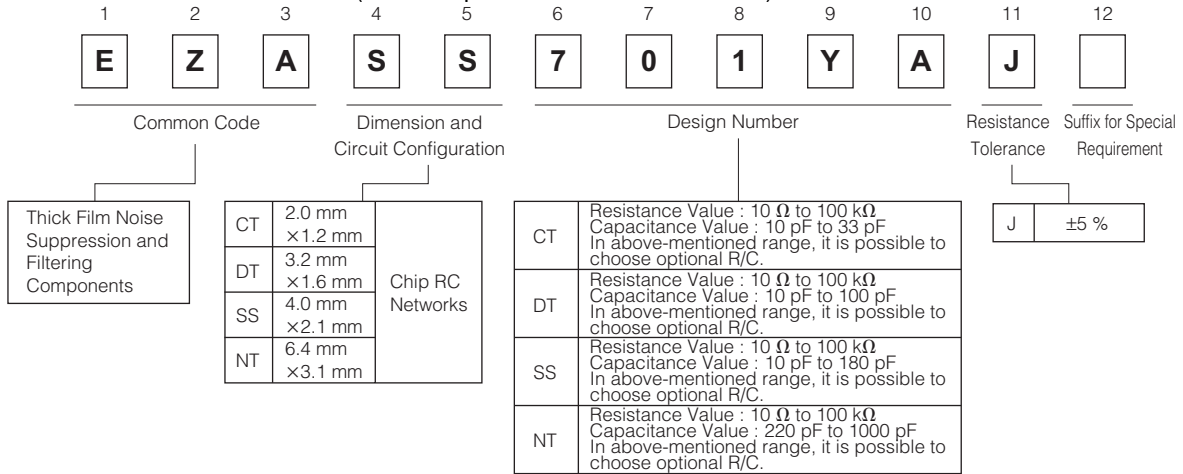 1 2 3 4 5 6 7 8 9 10 11 12
E Z A S S 7 0 1 Y A J
Common Code
Dimension and
Circuit Configuration
Design Number
Resistance
Tolerance
Suffix for Special
Requirement
Thick Film Noise
Suppression and
Filtering
Components
CT 2.0 mm
×1.2 mm
DT 3.2 mm
×1.6 mm
SS 4.0 mm
×2.1 mm
NT 6.4 mm
×3.1 mm
Chip RC
Networks
CT
Resistance Value : 10 Ω to 100 kΩ
Capacitance Value : 10 pF to 33 pF
In above-mentioned range, it is possible to
choose optional R/C.
DT
Resistance Value : 10 Ω to 100 kΩ
Capacitance Value : 10 pF to 100 pF
In above-mentioned range, it is possible to
choose optional R/C.
SS
Resistance Value : 10 Ω to 100 kΩ
Capacitance Value : 10 pF to 180 pF
In above-mentioned range, it is possible to
choose optional R/C.
NT
Resistance Value : 10 Ω to 100 kΩ
Capacitance Value : 220 pF to 1000 pF
In above-mentioned range, it is possible to
choose optional R/C.
J ±5 %